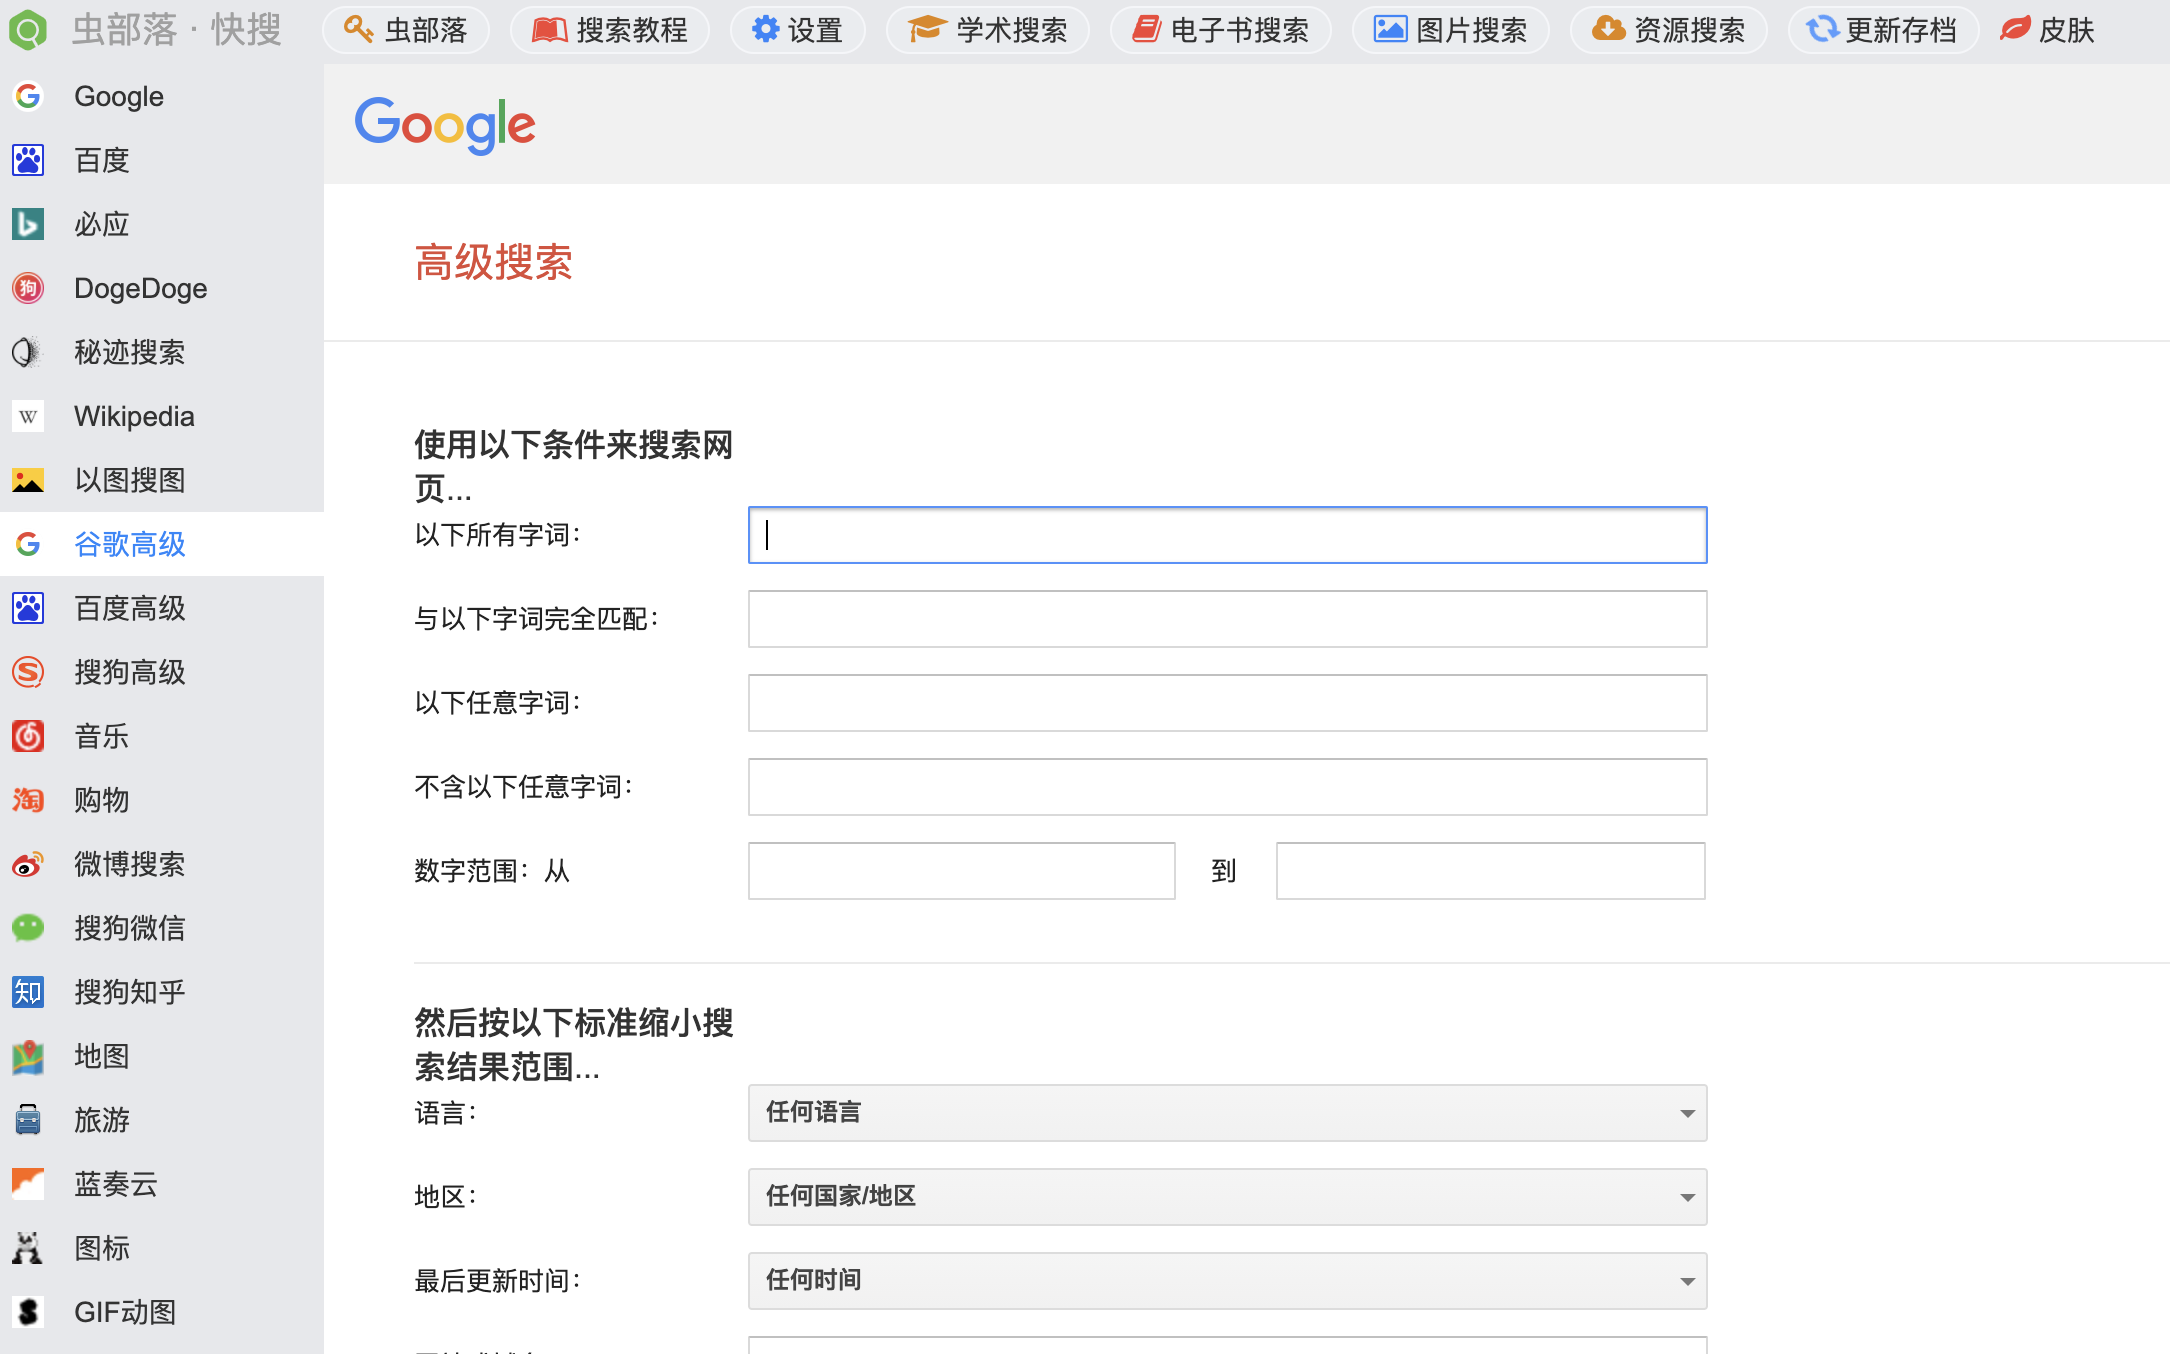 虫部落 · 快搜
虫部落
搜索教程
设置
学术搜索
电子书搜索
图片搜索
资源搜索
更新存档
皮肤
Google
百度
必应
DogeDoge
秘迹搜索
Wikipedia
以图搜图
谷歌高级
百度高级
搜狗高级
音乐
购物
微博搜索
搜狗微信
搜狗知乎
地图
旅游
蓝奏云
图标
GIF动图
Google
高级搜索
使用以下条件来搜索网
页...
以下所有字词：
与以下字词完全匹配：
以下任意字词：
不含以下任意字词：
数字范围：从
到
然后按以下标准缩小搜
索结果范围...
语言： 任何语言
地区： 任何国家/地区
最后更新时间： 任何时间